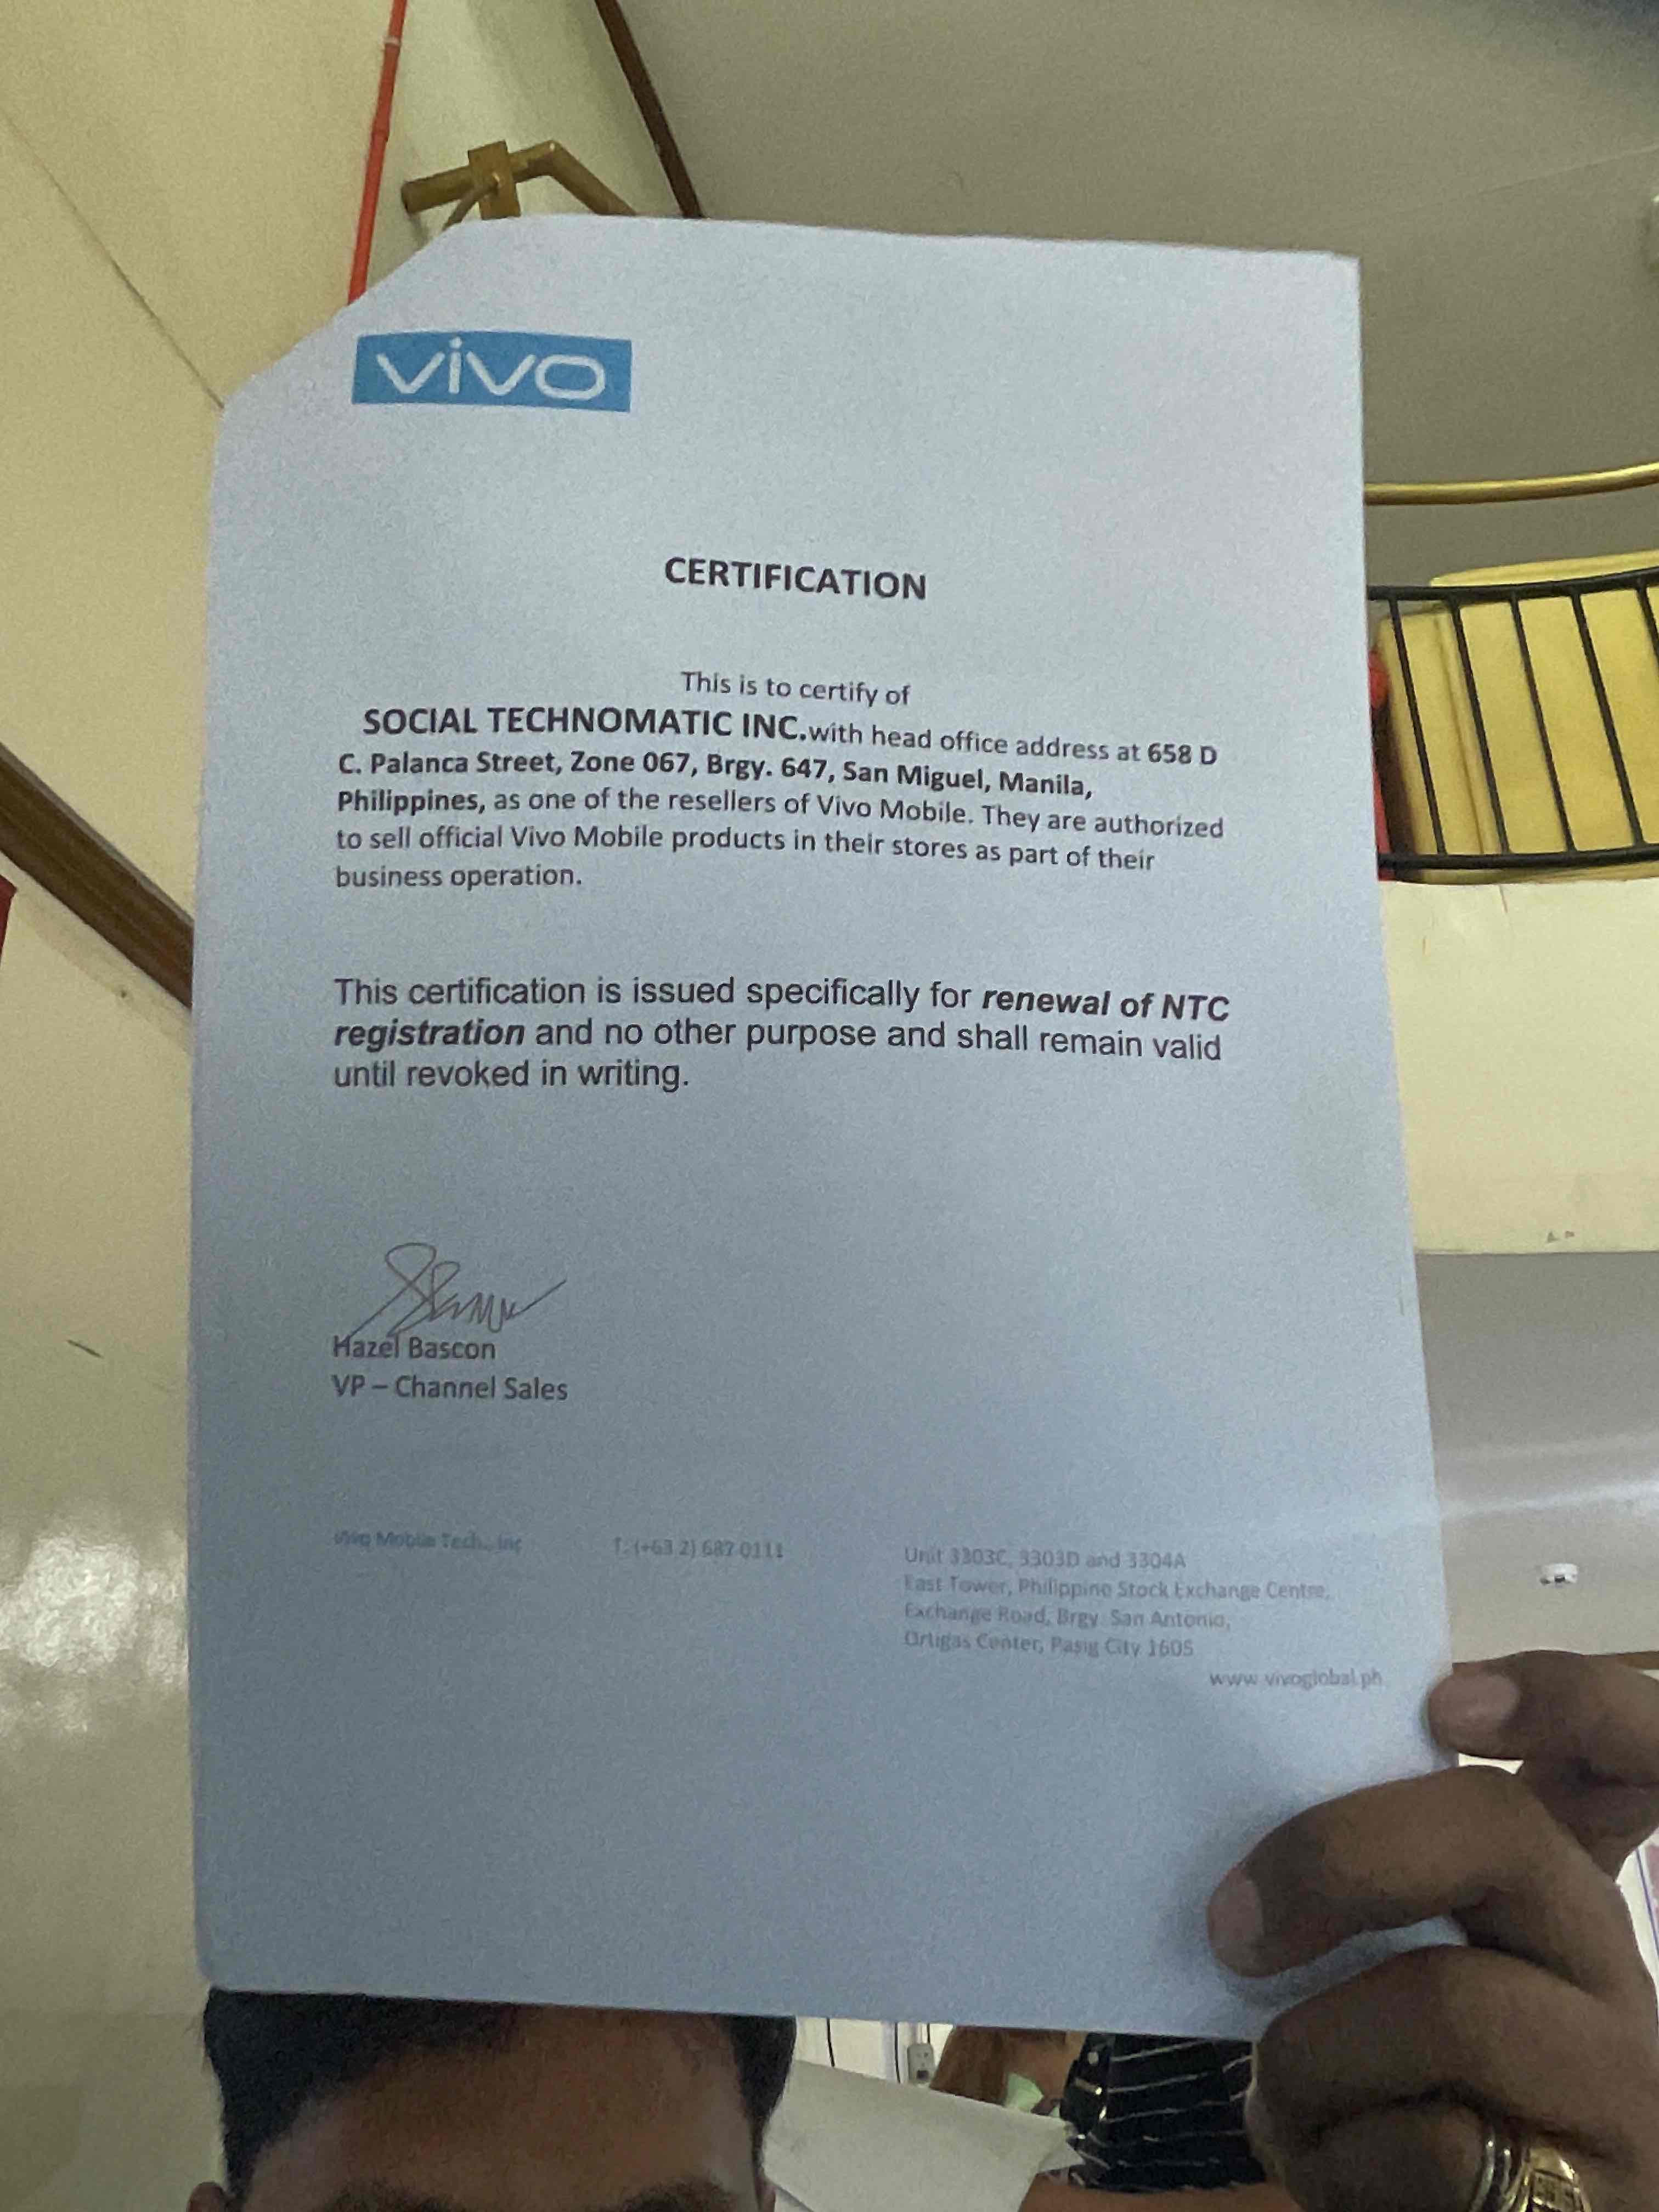 vivo
CERTIFICATION
This is to certify of
SOCIAL TECHNOMATIC INC.with head office address at 658 D
C. Palanca Street, Zone 067, Brgy. 647, San Miguel, Manila,
Philippines, as one of the resellers of Vivo Mobile. They are authorized
to sell official Vivo Mobile products in their stores as part of their
business operation.
This certification is issued specifically for renewal of NTC
registration and no other purpose and shall remain valid
until revoked in writing.
Hazel Bascon
VP – Channel Sales
Vivo Mobile Tech., Inc
T: (+63 2) 687 0111
Unit 3303C, 3303D and 3304A
East Tower, Philippine Stock Exchange Centre,
Exchange Road, Brgy. San Antonio,
Ortigas Center, Pasig City 1605
www.vivoglobal.ph